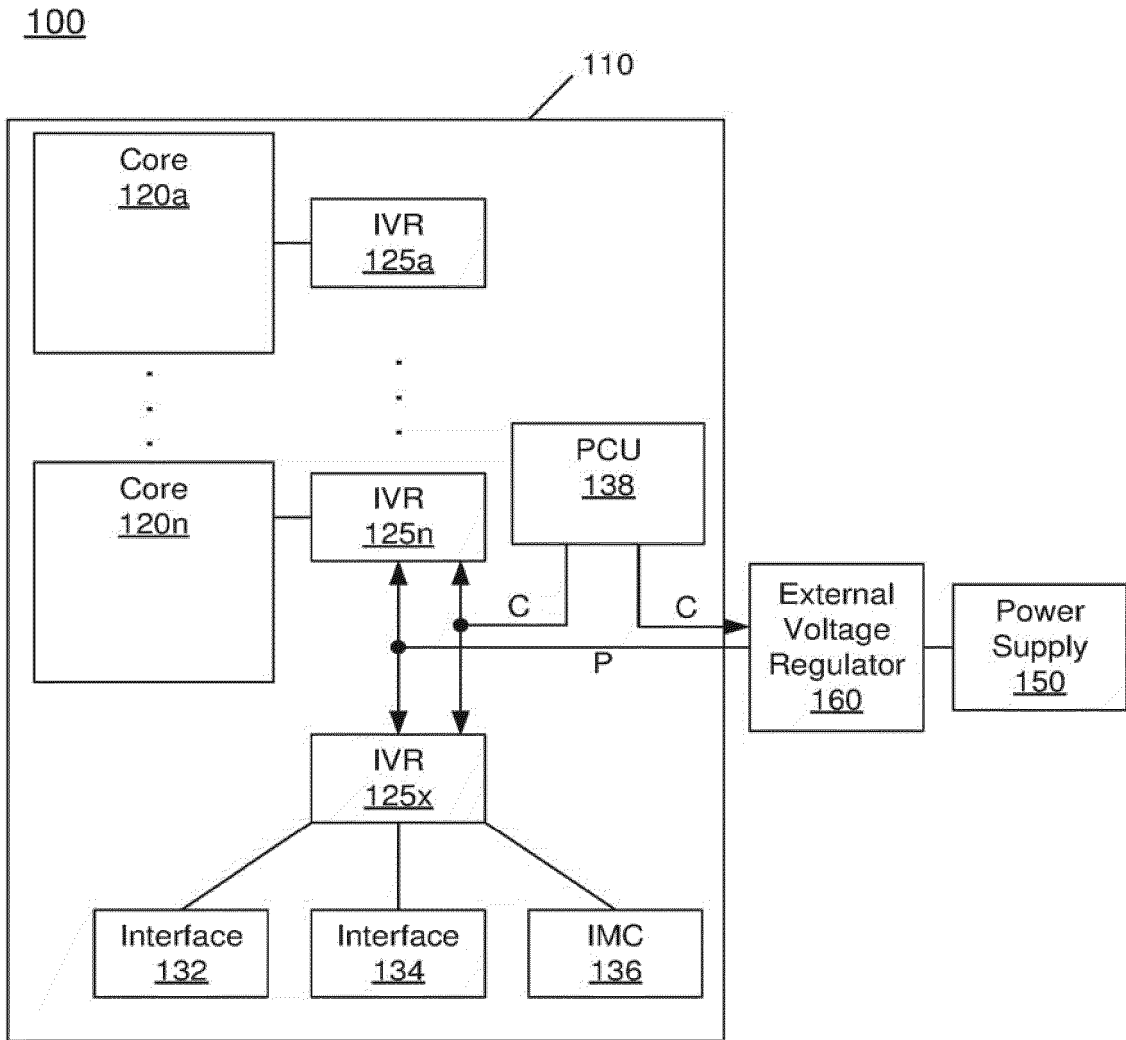 100
110
Core
120a
IVR
125a
Core
120n
IVR
125n
PCU
138
C
C
P
External
Voltage
Regulator
160
Power
Supply
150
IVR
125x
Interface
132
Interface
134
IMC
136